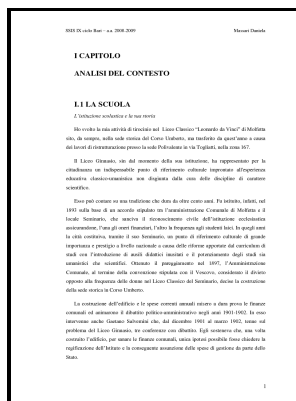 SSIS IX ciclo Bari – a.a. 2008-2009 Massari Daniela
I CAPITOLO
ANALISI DEL CONTESTO
I.1 LA SCUOLA
L'istituzione scolastica e la sua storia
Ho svolto la mia attività di tirocinio nel Liceo Classico "Leonardo da Vinci" di Molfetta
sito, da sempre, nella sede storica del Corso Umberto, ma trasferito da quest'anno a causa
dei lavori di ristrutturazione presso la sede Polivalente in via Togliatti, nella zona 167.
Il Liceo Ginnasio, sin dal momento della sua istituzione, ha rappresentato per la
cittadinanza un indispensabile punto di riferimento culturale improntato all'esperienza
educativa classico-umanistica non disgiunta dalla cura delle discipline di carattere
scientifico.
Esso può contare su una tradizione che dura da oltre cento anni. Fu istituito, infatti, nel
1893 sulla base di un accordo stipulato tra l'amministrazione Comunale di Molfetta e il
locale Seminario, che sanciva il riconoscimento civile dell'istituzione ecclesiastica
assicurandone, l'una gli oneri finanziari, l'altro la frequenza agli studenti laici. In quegli anni
la città costituiva, tramite il suo Seminario, un punto di riferimento culturale di grande
importanza e prestigio a livello nazionale a causa delle riforme apportate dal curriculum di
studi con l'introduzione di ausili didattici inusitati e il potenziamento degli studi sia
umanistici che scientifici. Ottenuto il pareggiamento nel 1897, l'Amministrazione
Comunale, al termine della convenzione stipulata con il Vescovo, considerato il divieto
opposto alla frequenza delle donne nel Liceo Classico del Seminario, decise la costruzione
della sede storica in Corso Umberto.
La costruzione dell'edificio e le spese correnti annuali misero a dura prova le finanze
comunali ed animarono il dibattito politico-amministrativo negli anni 1901-1902. In esso
intervenne anche Gaetano Salvemini che, dal dicembre 1901 al marzo 1902, tenne sul
problema del Liceo Ginnasio, tre conferenze con dibattito. Egli sosteneva che, una volta
costruito l'edificio, per sanare le finanze comunali, unica ipotesi possibile fosse chiedere la
regificazione dell'Istituto e la conseguente assunzione delle spese di gestione da parte dello
Stato.
1